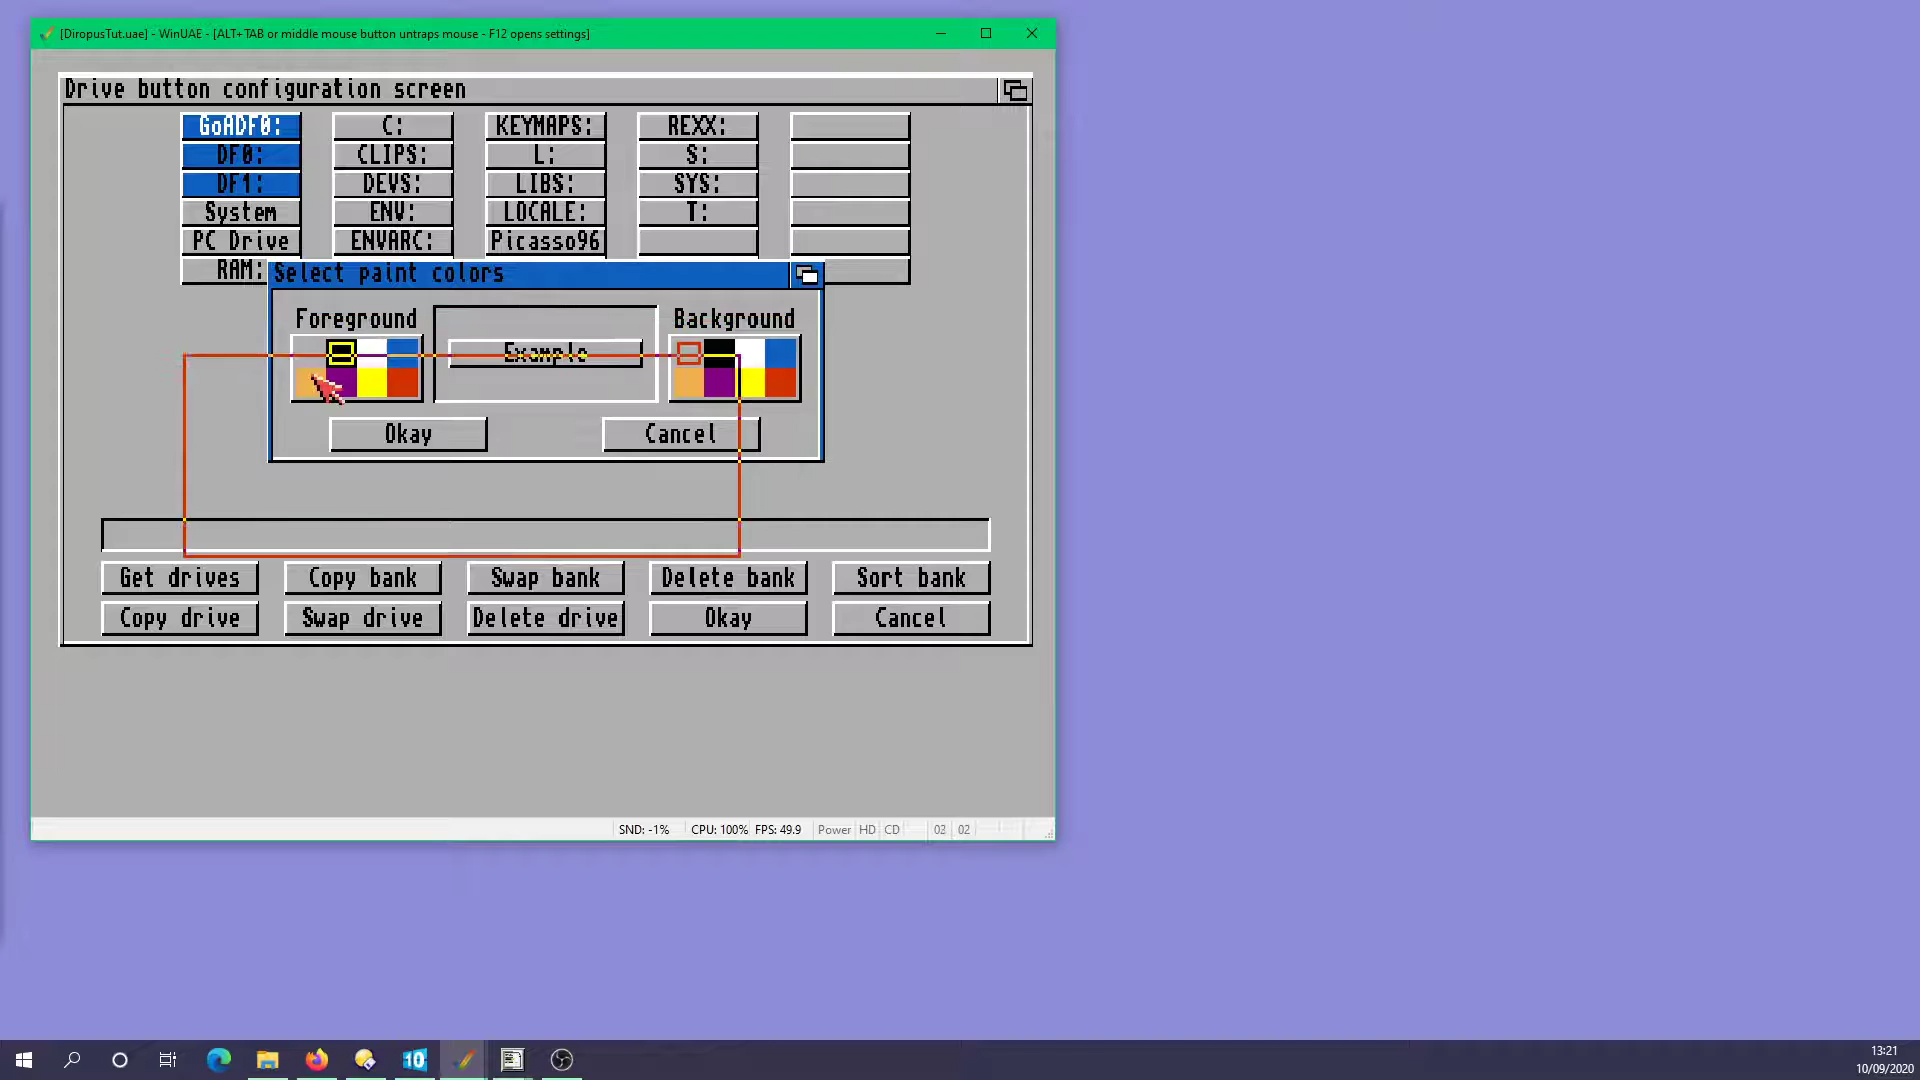 [DiropusTut.uae] - WinUAE - [ALT+TAB or middle mouse button untraps mouse - F12 opens settings]
Drive button configuration screen
GoADF0: C: KEYMAPS: REXX:
DF0: CLIPS: L: S:
DF1: DEVS: LIBS: SYS:
System ENV: LOCALE: T:
PC Drive ENVARC: Picasso96
RAM:
Select paint colors
Foreground Background
Example
Okay Cancel
Get drives Copy bank Swap bank Delete bank Sort bank
Copy drive Swap drive Delete drive Okay Cancel
SND: -1% CPU: 100% FPS: 49.9 Power HD CD 03 02
10
13:21
10/09/2020